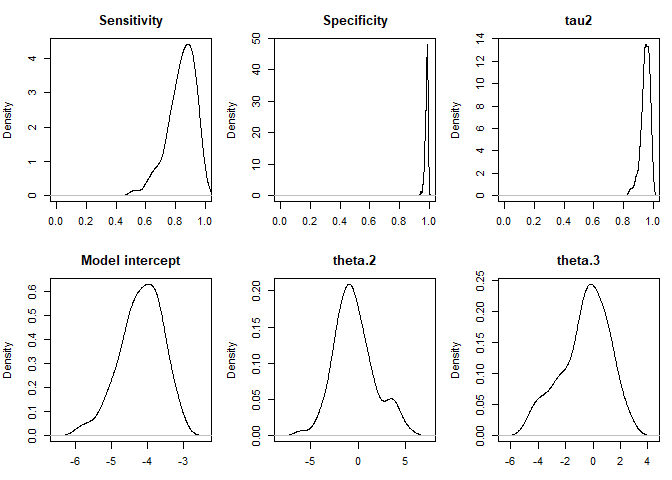 Sensitivity
Density
0 1 2 3 4
0.0 0.2 0.4 0.6 0.8 1.0
Specificity
Density
0 10 20 30 40 50
0.0 0.2 0.4 0.6 0.8 1.0
tau2
Density
0 2 4 6 8 10 12 14
0.0 0.2 0.4 0.6 0.8 1.0
Model intercept
Density
0.0 0.1 0.2 0.3 0.4 0.5 0.6
-6 -5 -4 -3
theta.2
Density
0.00 0.05 0.10 0.15 0.20
-5 0 5
theta.3
Density
0.00 0.05 0.10 0.15 0.20 0.25
-6 -4 -2 0 2 4